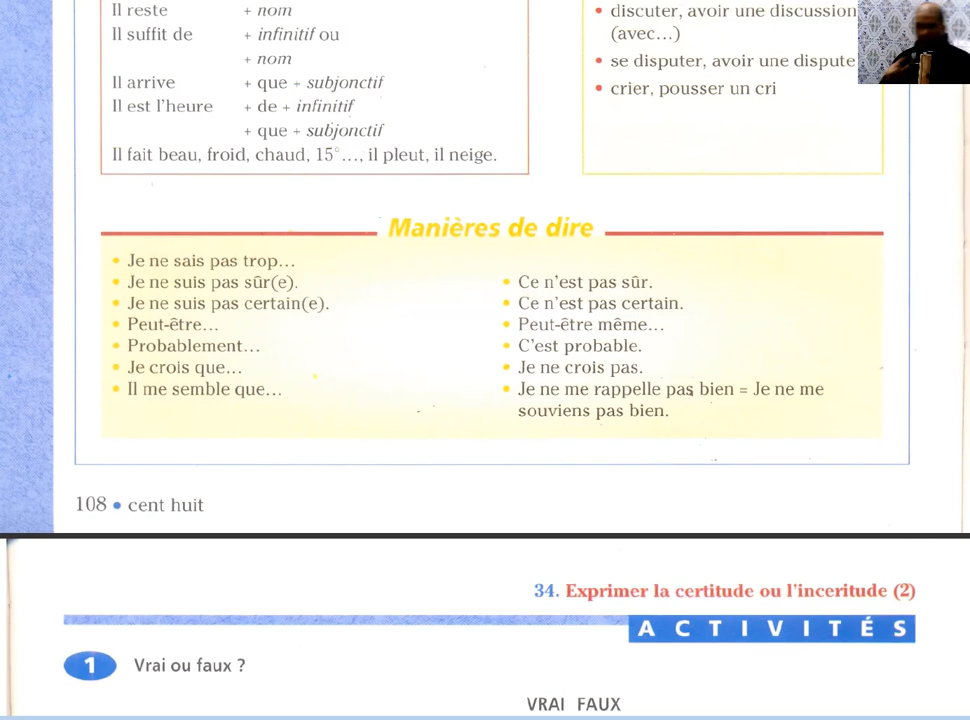 Il reste + nom
Il suffit de + infinitif ou
+ nom
Il arrive + que + subjonctif
Il est l'heure + de + infinitif
+ que + subjonctif
Il fait beau, froid, chaud, 15°..., il pleut, il neige.
• discuter, avoir une discussion
(avec...)
• se disputer, avoir une dispute
• crier, pousser un cri
Manières de dire
• Je ne sais pas trop...
• Je ne suis pas sûr(e).
• Je ne suis pas certain(e).
• Peut-être...
• Probablement...
• Je crois que...
• Il me semble que...
• Ce n'est pas sûr.
• Ce n'est pas certain.
• Peut-être même...
• C'est probable.
• Je ne crois pas.
• Je ne me rappelle pas bien = Je ne me
souviens pas bien.
108 • cent huit
34. Exprimer la certitude ou l'inceritude (2)
ACTIVITÉS
1 Vrai ou faux ?
VRAI FAUX